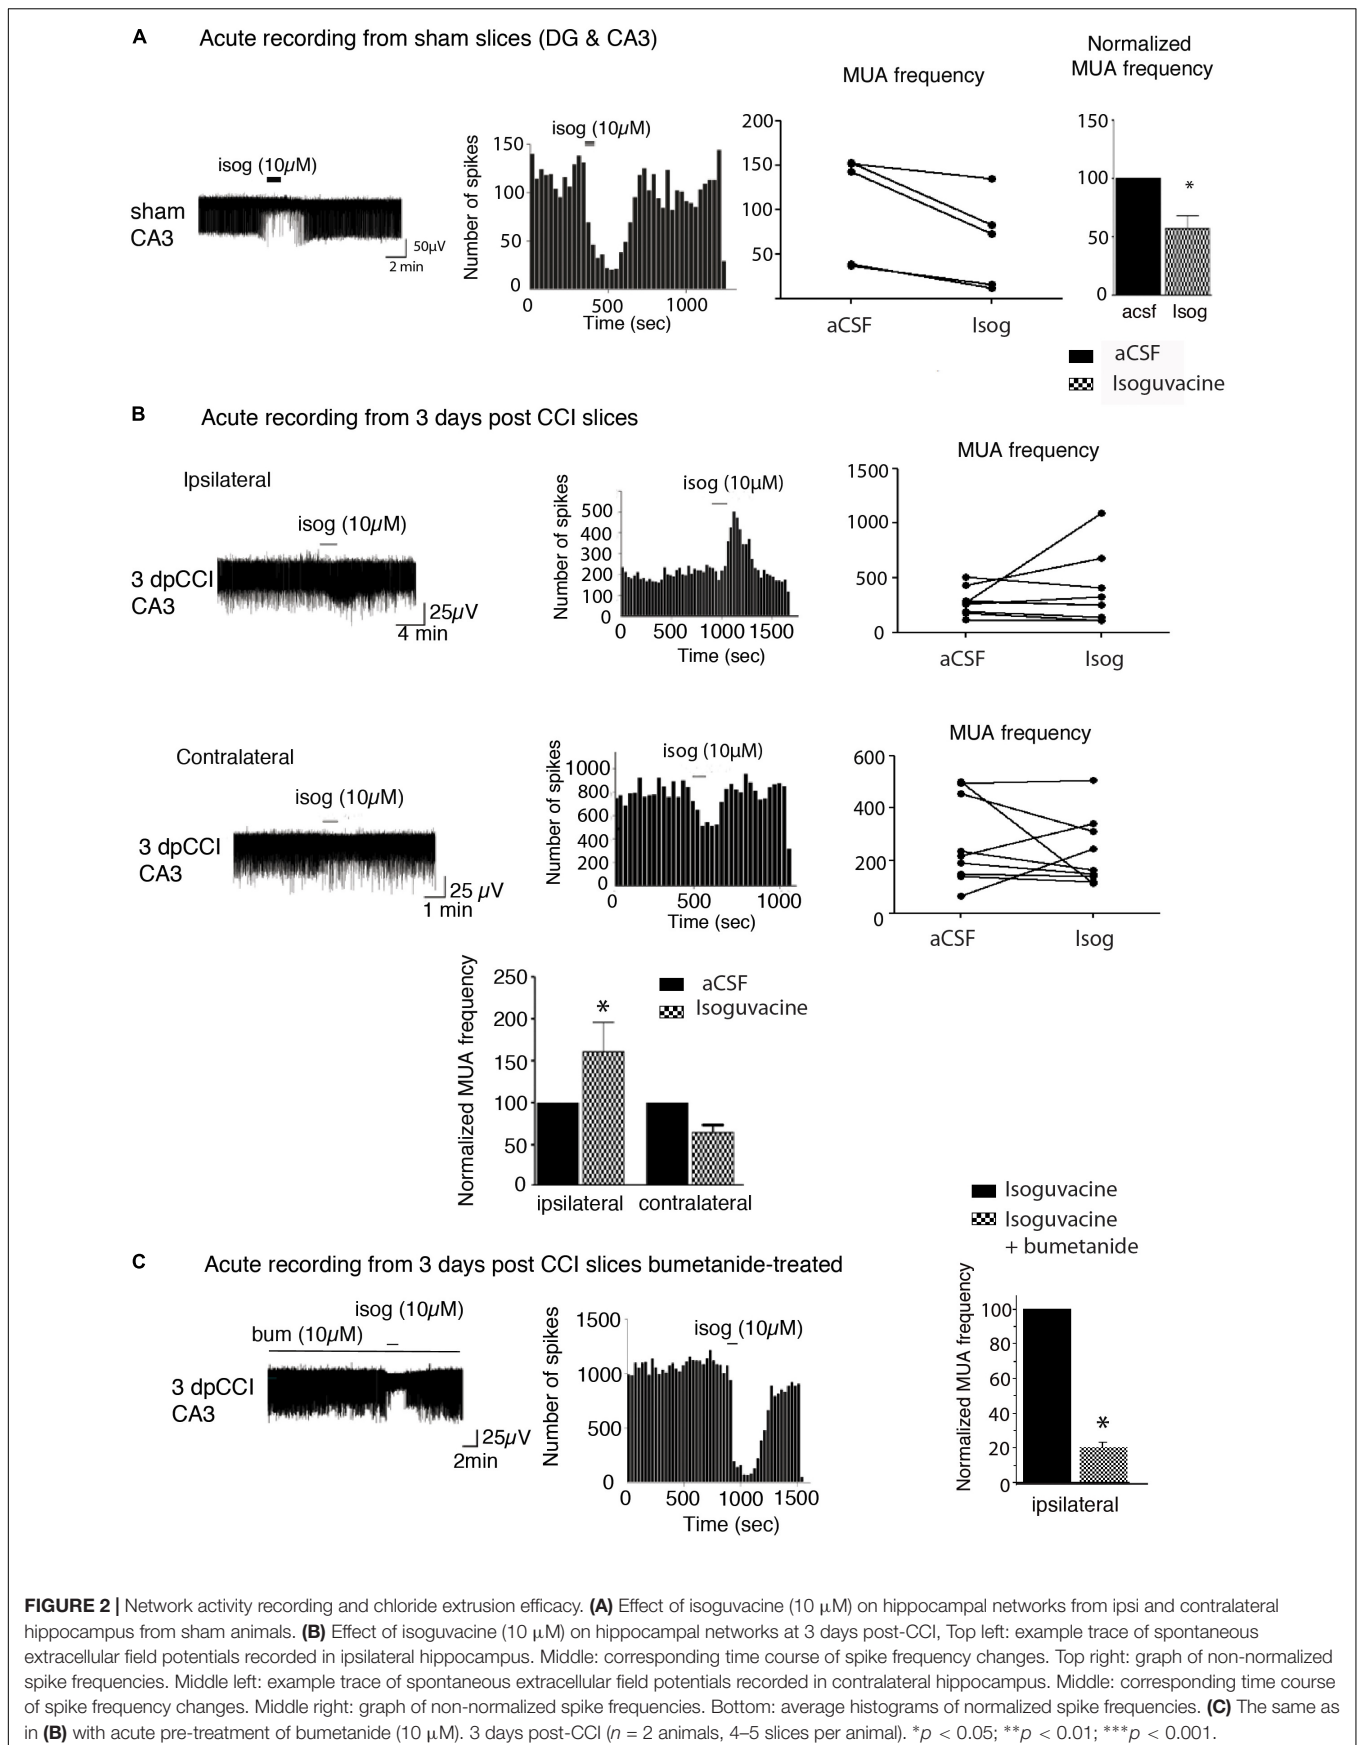 A
Acute recording from sham slices (DG & CA3)
isog (10µM)
sham
CA3
50µV
2 min
isog (10µM)
Number of spikes
150
100
50
0
0
500
1000
Time (sec)
MUA frequency
200
150
100
50
aCSF
Isog
Normalized
MUA frequency
150
100
50
0
*
acsf
Isog
aCSF
Isoguvacine
B
Acute recording from 3 days post CCI slices
Ipsilateral
isog (10µM)
3 dpCCI
CA3
25µV
4 min
isog (10µM)
Number of spikes
500
400
300
200
100
0
0
500
1000
1500
Time (sec)
MUA frequency
1500
1000
500
0
aCSF
Isog
Contralateral
isog (10µM)
3 dpCCI
CA3
25 µV
1 min
isog (10µM)
Number of spikes
1000
800
600
400
200
0
0
500
1000
Time (sec)
MUA frequency
600
400
200
0
aCSF
Isog
Normalized MUA frequency
250
200
150
100
50
0
*
aCSF
Isoguvacine
ipsilateral
contralateral
C
Acute recording from 3 days post CCI slices bumetanide-treated
isog (10µM)
bum (10µM)
3 dpCCI
CA3
25µV
2min
isog (10µM)
Number of spikes
1500
1000
500
0
0
500
1000
1500
Time (sec)
Isoguvacine
Isoguvacine
+ bumetanide
Normalized MUA frequency
100
80
60
40
20
0
*
ipsilateral
FIGURE 2 | Network activity recording and chloride extrusion efficacy. (A) Effect of isoguvacine (10 µM) on hippocampal networks from ipsi and contralateral
hippocampus from sham animals. (B) Effect of isoguvacine (10 µM) on hippocampal networks at 3 days post-CCI, Top left: example trace of spontaneous
extracellular field potentials recorded in ipsilateral hippocampus. Middle: corresponding time course of spike frequency changes. Top right: graph of non-normalized
spike frequencies. Middle left: example trace of spontaneous extracellular field potentials recorded in contralateral hippocampus. Middle: corresponding time course
of spike frequency changes. Middle right: graph of non-normalized spike frequencies. Bottom: average histograms of normalized spike frequencies. (C) The same as
in (B) with acute pre-treatment of bumetanide (10 µM). 3 days post-CCI (n = 2 animals, 4–5 slices per animal). *p < 0.05; **p < 0.01; ***p < 0.001.